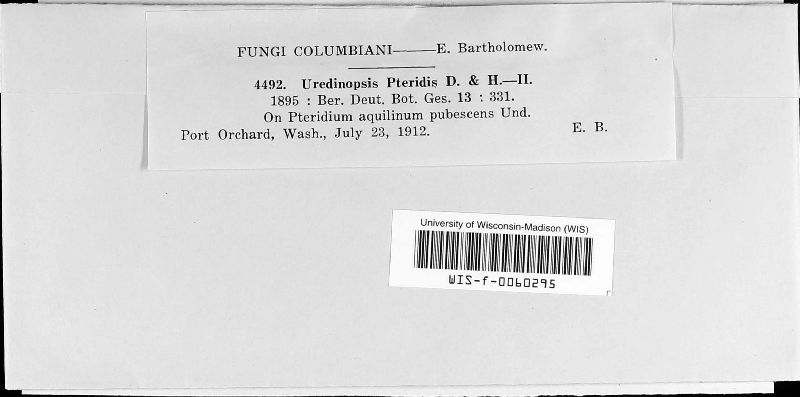 FUNGI COLUMBIANI——E. Bartholomew.
4492. Uredinopsis Pteridis D. & H.—II.
1895 : Ber. Deut. Bot. Ges. 13 : 331.
On Pteridium aquilinum pubescens Und.
Port Orchard, Wash., July 23, 1912. E. B.
University of Wisconsin-Madison (WIS)
WIS-f-0060295